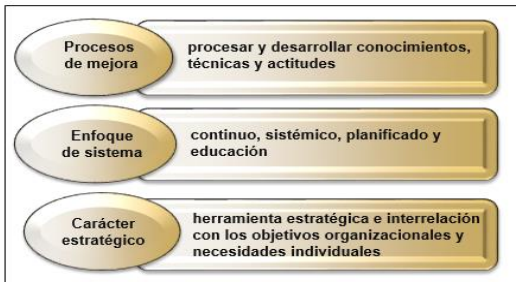 Procesos
de mejora
procesar y desarrollar conocimientos,
técnicas y actitudes
Enfoque
de sistema
continuo, sistémico, planificado y
educación
Carácter
estratégico
herramienta estratégica e interrelación
con los objetivos organizacionales y
necesidades individuales